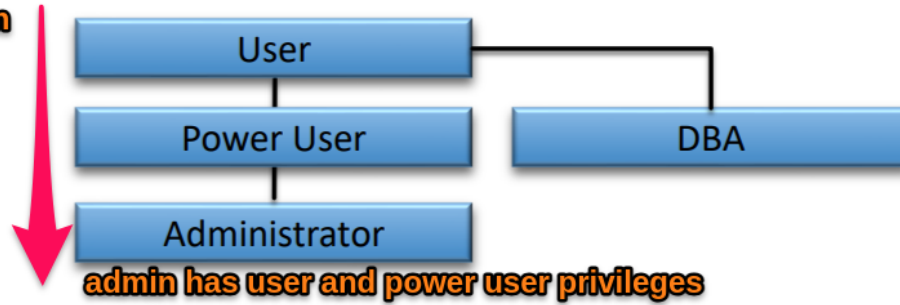 User
Power User
DBA
Administrator
admin has user and power user privileges